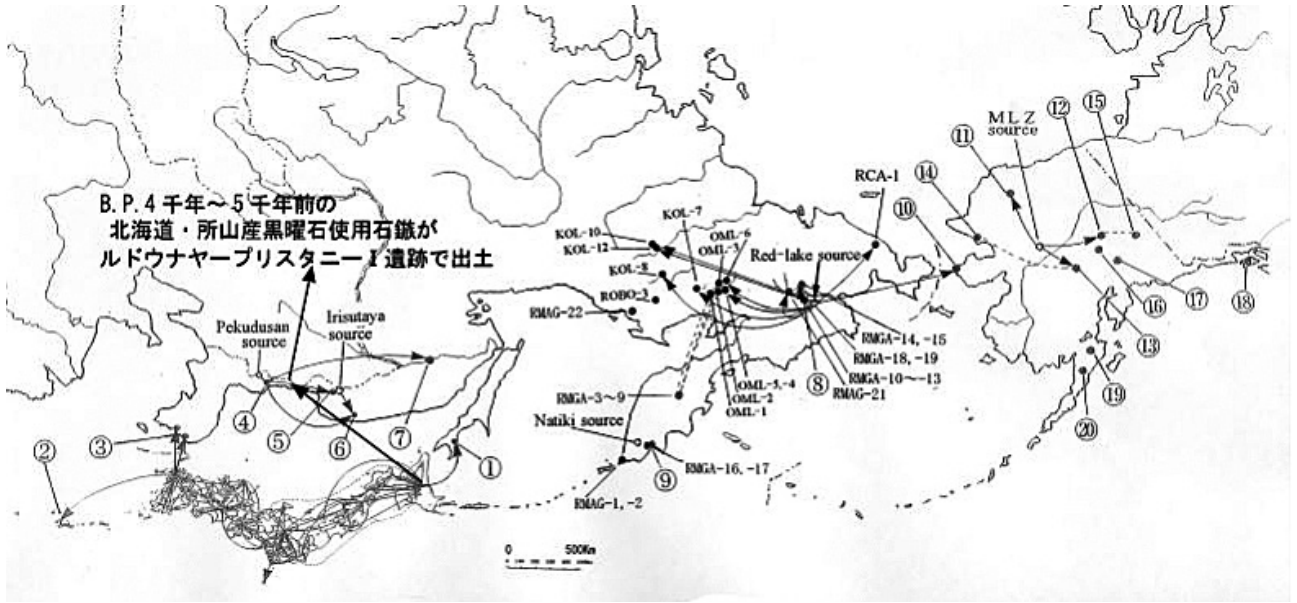 B.P.4千年～5千年前の
北海道・所山産黒曜石使用石鏃が
ルドウナヤープリスタニーⅠ遺跡で出土
Pekudusan
source
Irisutaya
source
KOL-10
KOL-12
KOL-7
KOL-8
ROBO-3
RMAG-22
OML-6
OML-3
Red-lake source
RCA-1
RMGA-14, -15
RMGA-18, -19
RMGA-10～-13
RMAG-21
OML-5,-4
OML-2
OML-1
RMGA-3～9
Natiki source
RMGA-16, -17
RMAG-1, -2
MLZ
source
①
②
③
④
⑤
⑥
⑦
⑧
⑨
⑩
⑪
⑫
⑬
⑭
⑮
⑯
⑰
⑱
⑲
⑳
0 500Km